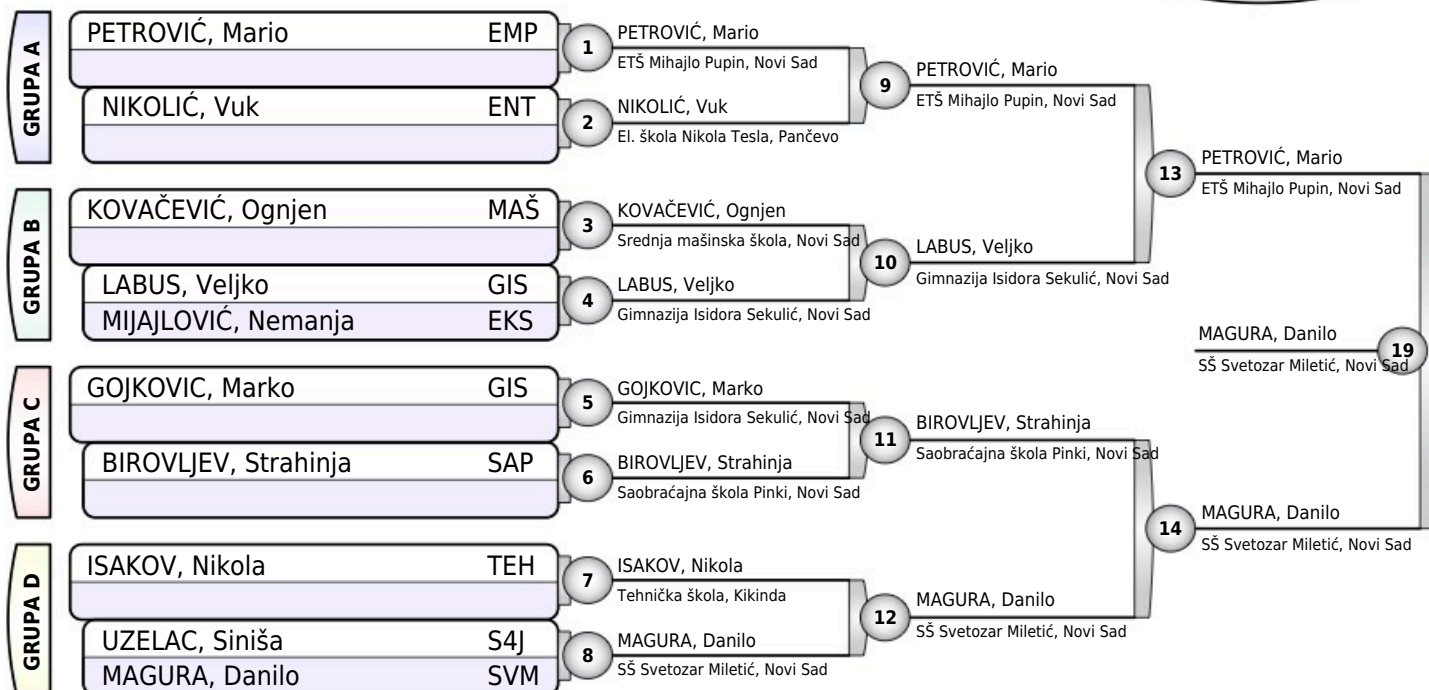 GRUPA A
PETROVIĆ, Mario EMP
NIKOLIĆ, Vuk ENT
GRUPA B
KOVAČEVIĆ, Ognjen MAŠ
LABUS, Veljko GIS
MIJAJLOVIĆ, Nemanja EKS
GRUPA C
GOJKOVIC, Marko GIS
BIROVLJEV, Strahinja SAP
GRUPA D
ISAKOV, Nikola TEH
UZELAC, Siniša S4J
MAGURA, Danilo SVM
1
PETROVIĆ, Mario
ETŠ Mihajlo Pupin, Novi Sad
2
NIKOLIĆ, Vuk
El. škola Nikola Tesla, Pančevo
3
KOVAČEVIĆ, Ognjen
Srednja mašinska škola, Novi Sad
4
LABUS, Veljko
Gimnazija Isidora Sekulić, Novi Sad
5
GOJKOVIC, Marko
Gimnazija Isidora Sekulić, Novi Sad
6
BIROVLJEV, Strahinja
Saobraćajna škola Pinki, Novi Sad
7
ISAKOV, Nikola
Tehnička škola, Kikinda
8
MAGURA, Danilo
SŠ Svetozar Miletić, Novi Sad
9
PETROVIĆ, Mario
ETŠ Mihajlo Pupin, Novi Sad
10
LABUS, Veljko
Gimnazija Isidora Sekulić, Novi Sad
11
BIROVLJEV, Strahinja
Saobraćajna škola Pinki, Novi Sad
12
MAGURA, Danilo
SŠ Svetozar Miletić, Novi Sad
13
PETROVIĆ, Mario
ETŠ Mihajlo Pupin, Novi Sad
14
MAGURA, Danilo
SŠ Svetozar Miletić, Novi Sad
MAGURA, Danilo
SŠ Svetozar Miletić, Novi Sad
19